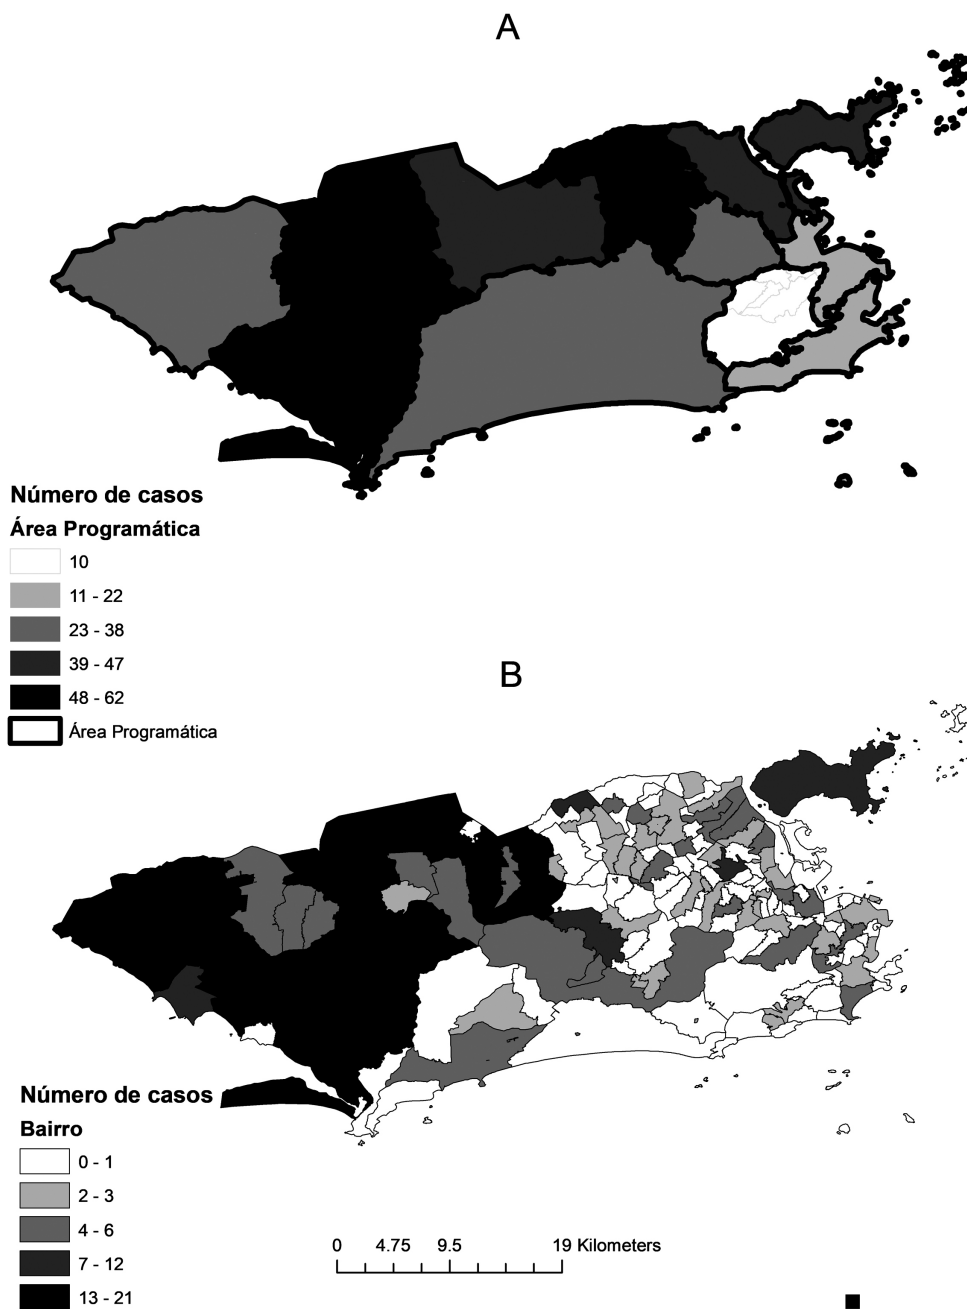 A
Número de casos
Área Programática
10
11 - 22
23 - 38
39 - 47
48 - 62
Área Programática
B
Número de casos
Bairro
0 - 1
2 - 3
4 - 6
7 - 12
13 - 21
0 4.75 9.5 19 Kilometers